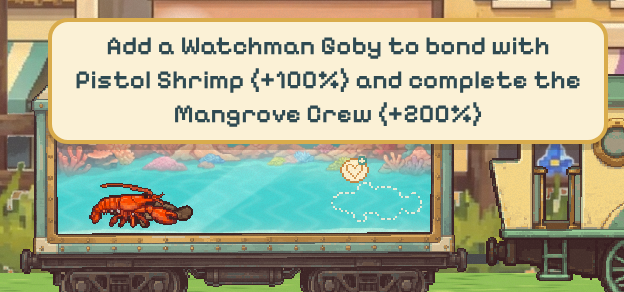 Add a Watchman Goby to bond with
Pistol Shrimp (+100%) and complete the
Mangrove Crew (+200%)